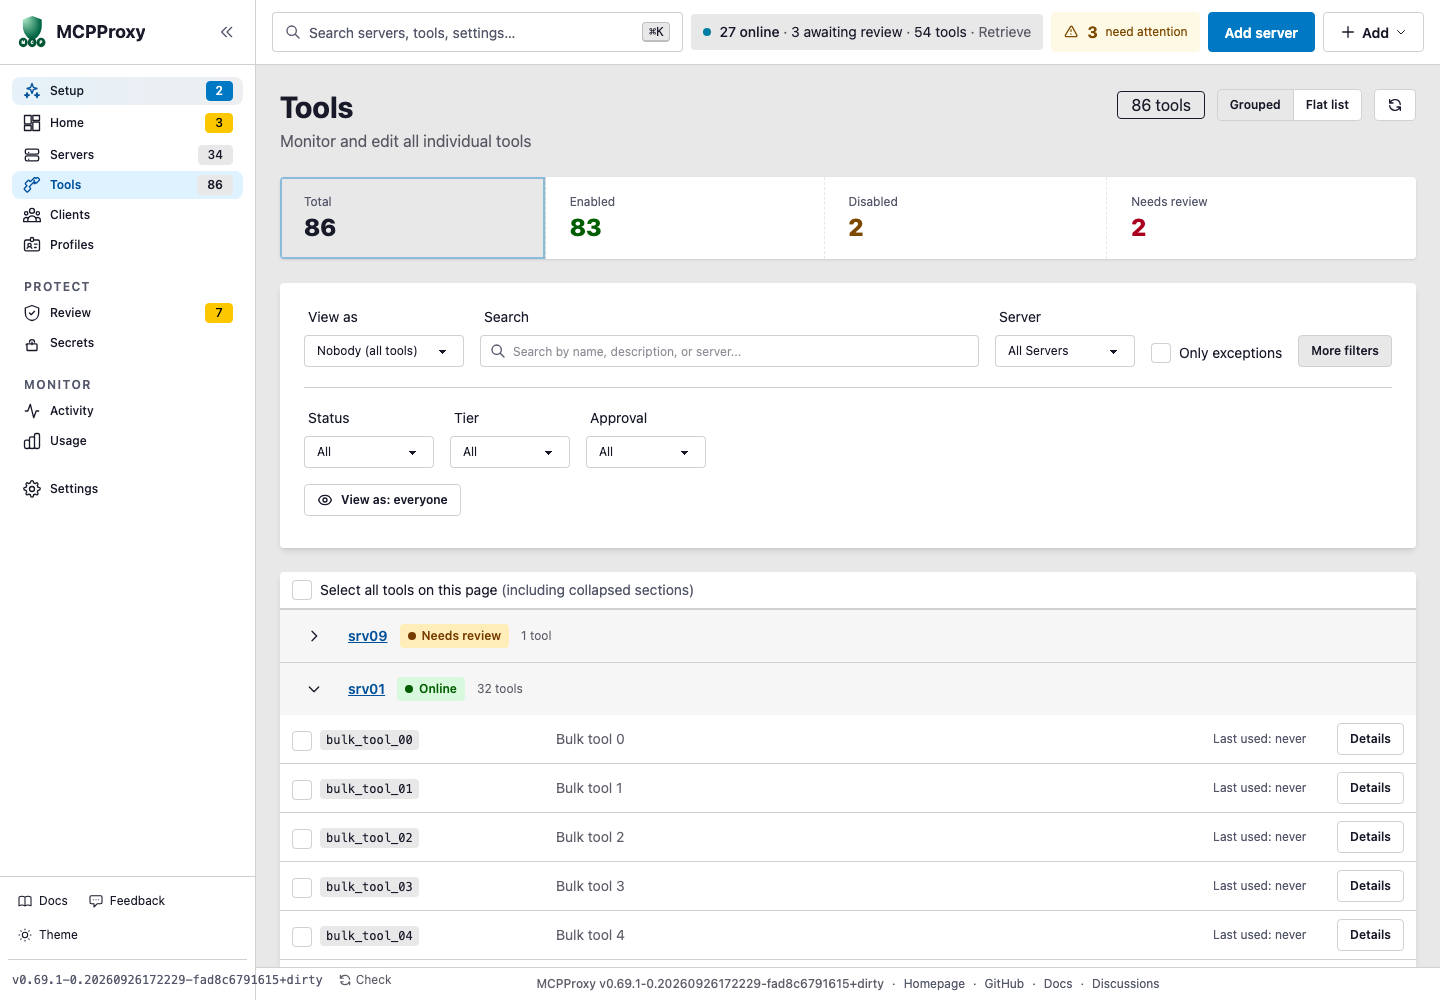 MCPProxy
Search servers, tools, settings...
⌘K
27 online · 3 awaiting review · 54 tools · Retrieve
3 need attention
Add server
Add
Setup 2
Home 3
Servers 34
Tools 86
Clients
Profiles
PROTECT
Review 7
Secrets
MONITOR
Activity
Usage
Settings
Docs
Feedback
Theme
v0.69.1-0.20260926172229-fad8c6791615+dirty
Check
Tools
Monitor and edit all individual tools
86 tools
Grouped
Flat list
Total
86
Enabled
83
Disabled
2
Needs review
2
View as
Nobody (all tools)
Search
Search by name, description, or server...
Server
All Servers
Only exceptions
More filters
Status
All
Tier
All
Approval
All
View as: everyone
Select all tools on this page (including collapsed sections)
srv09 Needs review 1 tool
srv01 Online 32 tools
bulk_tool_00 Bulk tool 0 Last used: never Details
bulk_tool_01 Bulk tool 1 Last used: never Details
bulk_tool_02 Bulk tool 2 Last used: never Details
bulk_tool_03 Bulk tool 3 Last used: never Details
bulk_tool_04 Bulk tool 4 Last used: never Details
MCPProxy v0.69.1-0.20260926172229-fad8c6791615+dirty · Homepage · GitHub · Docs · Discussions